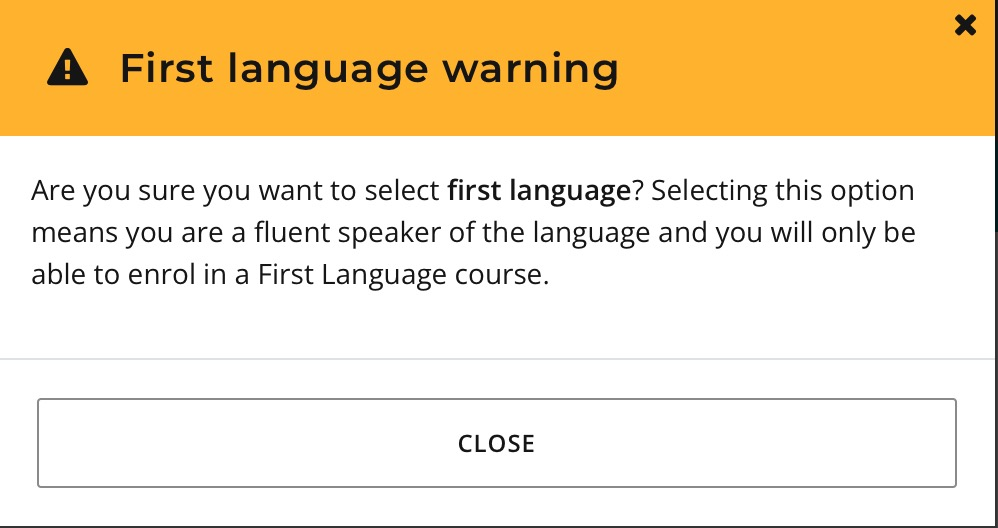 First language warning
Are you sure you want to select first language? Selecting this option
means you are a fluent speaker of the language and you will only be
able to enrol in a First Language course.
CLOSE